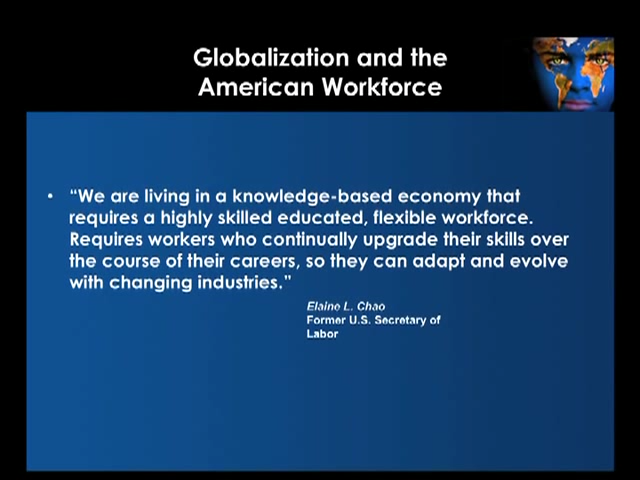 Globalization and the
American Workforce
• “We are living in a knowledge-based economy that
requires a highly skilled educated, flexible workforce.
Requires workers who continually upgrade their skills over
the course of their careers, so they can adapt and evolve
with changing industries.”
Elaine L. Chao
Former U.S. Secretary of
Labor